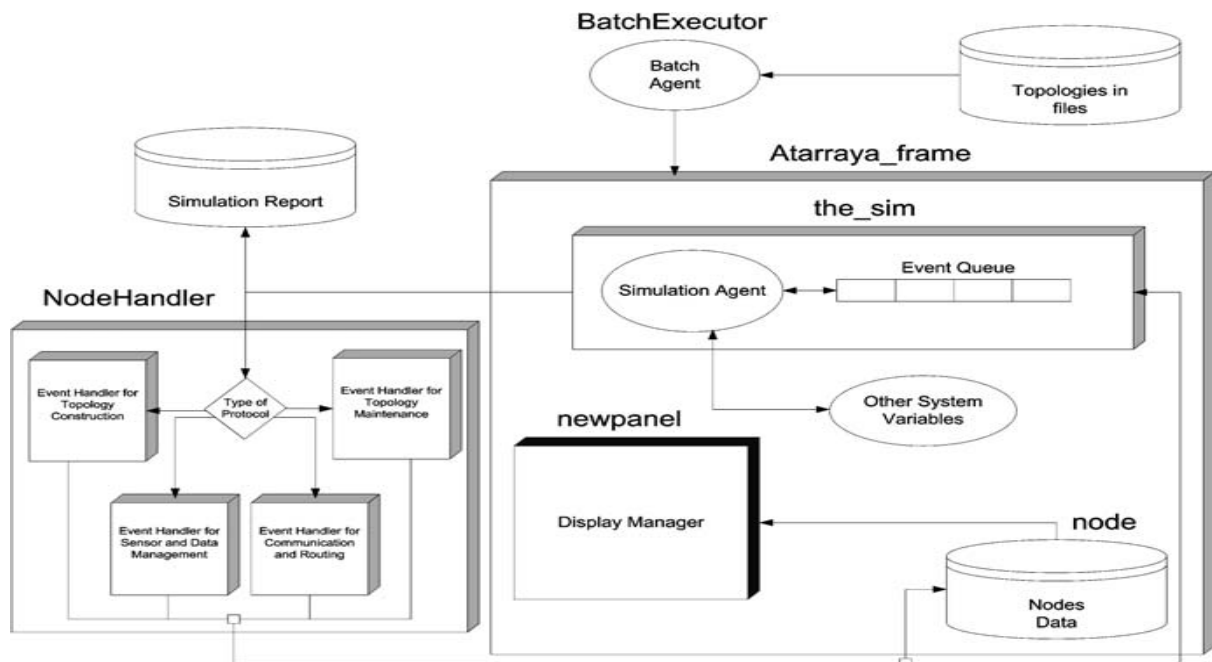 BatchExecutor
Batch
Agent
Topologies in
files
Atarraya_frame
Simulation Report
the_sim
Event Queue
Simulation Agent
NodeHandler
Event Handler for
Topology
Construction
Type of
Protocol
Event Handler for
Topology
Maintenance
Other System
Variables
newpanel
Display Manager
Event Handler for
Sensor and Data
Management
Event Handler for
Communication
and Routing
node
Nodes
Data